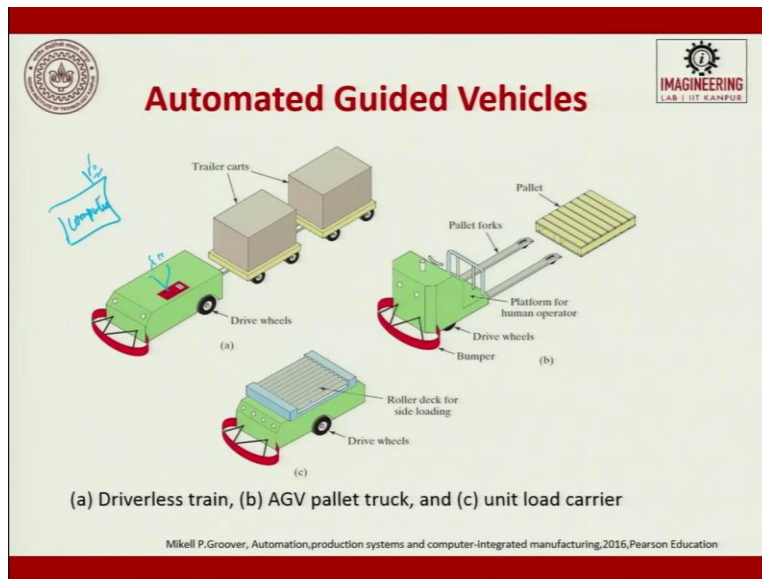 Automated Guided Vehicles
IMAGINEERING
LAB | IIT KANPUR
Trailer carts
Computer
Drive wheels
(a)
Pallet
Pallet forks
Platform for
human operator
Drive wheels
Bumper
(b)
Roller deck for
side loading
Drive wheels
(c)
(a) Driverless train, (b) AGV pallet truck, and (c) unit load carrier
Mikell P.Groover, Automation,production systems and computer-integrated manufacturing,2016,Pearson Education